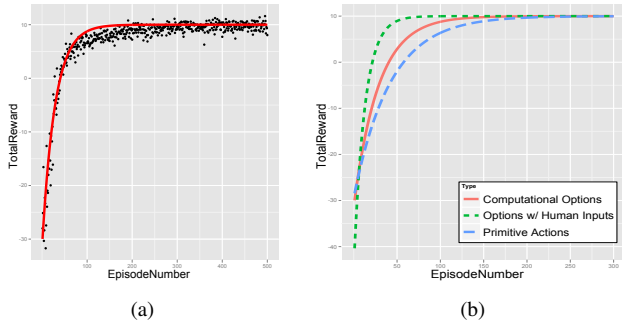 10
0
-10
-20
-30
TotalReward
100
200
300
400
500
EpisodeNumber
(a)
10
0
-10
-20
-30
-40
TotalReward
Type
Computational Options
Options w/ Human Inputs
Primitive Actions
0
50
100
150
200
250
300
EpisodeNumber
(b)